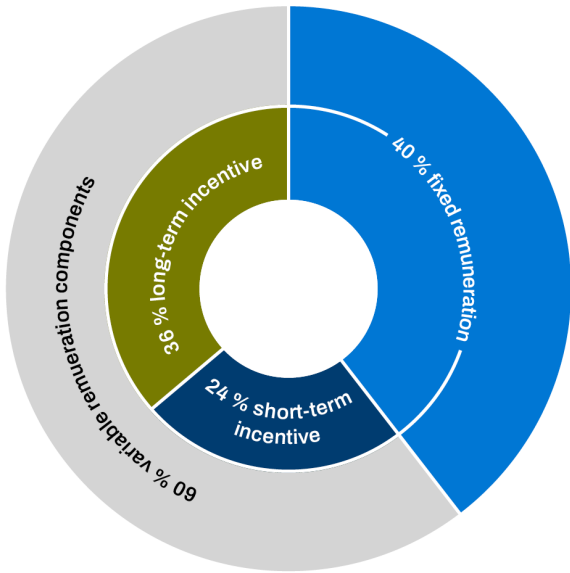 40 % fixed remuneration
24 % short-term
incentive
36 % long-term incentive
60 % variable remueration components